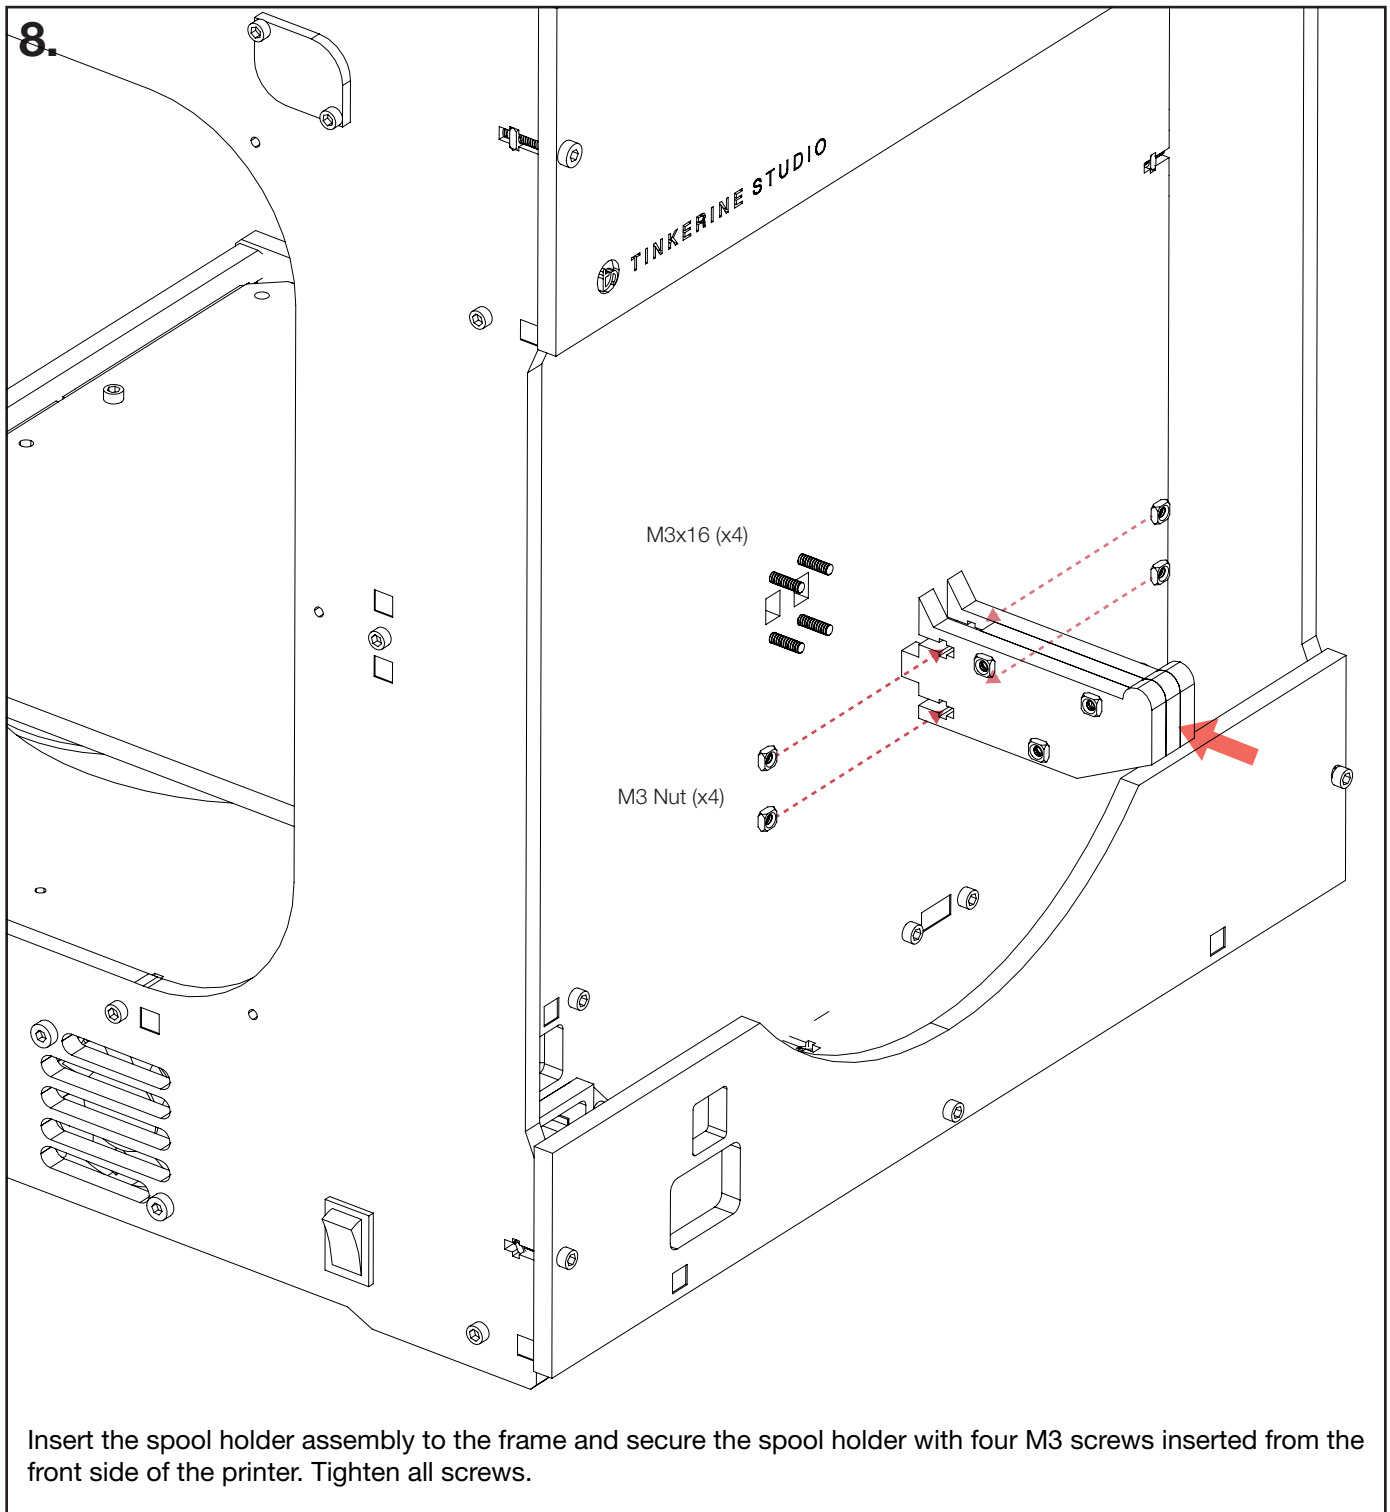 8.
TINKERINE STUDIO
M3x16 (x4)
M3 Nut (x4)
Insert the spool holder assembly to the frame and secure the spool holder with four M3 screws inserted from the
front side of the printer. Tighten all screws.